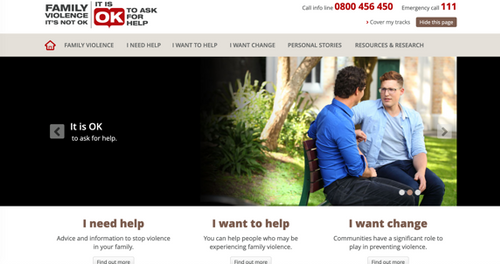 FAMILY
VIOLENCE
IT'S NOT OK
IT IS
OK
TO ASK
FOR
HELP
Call info line 0800 456 450 Emergency call 111
Cover my tracks Hide this page
FAMILY VIOLENCE I NEED HELP I WANT TO HELP I WANT CHANGE PERSONAL STORIES RESOURCES & RESEARCH
It is OK
to ask for help.
I need help I want to help I want change
Advice and information to stop violence You can help people who may be Communities have a significant role to
in your family. experiencing family violence. play in preventing violence.
Find out more Find out more Find out more